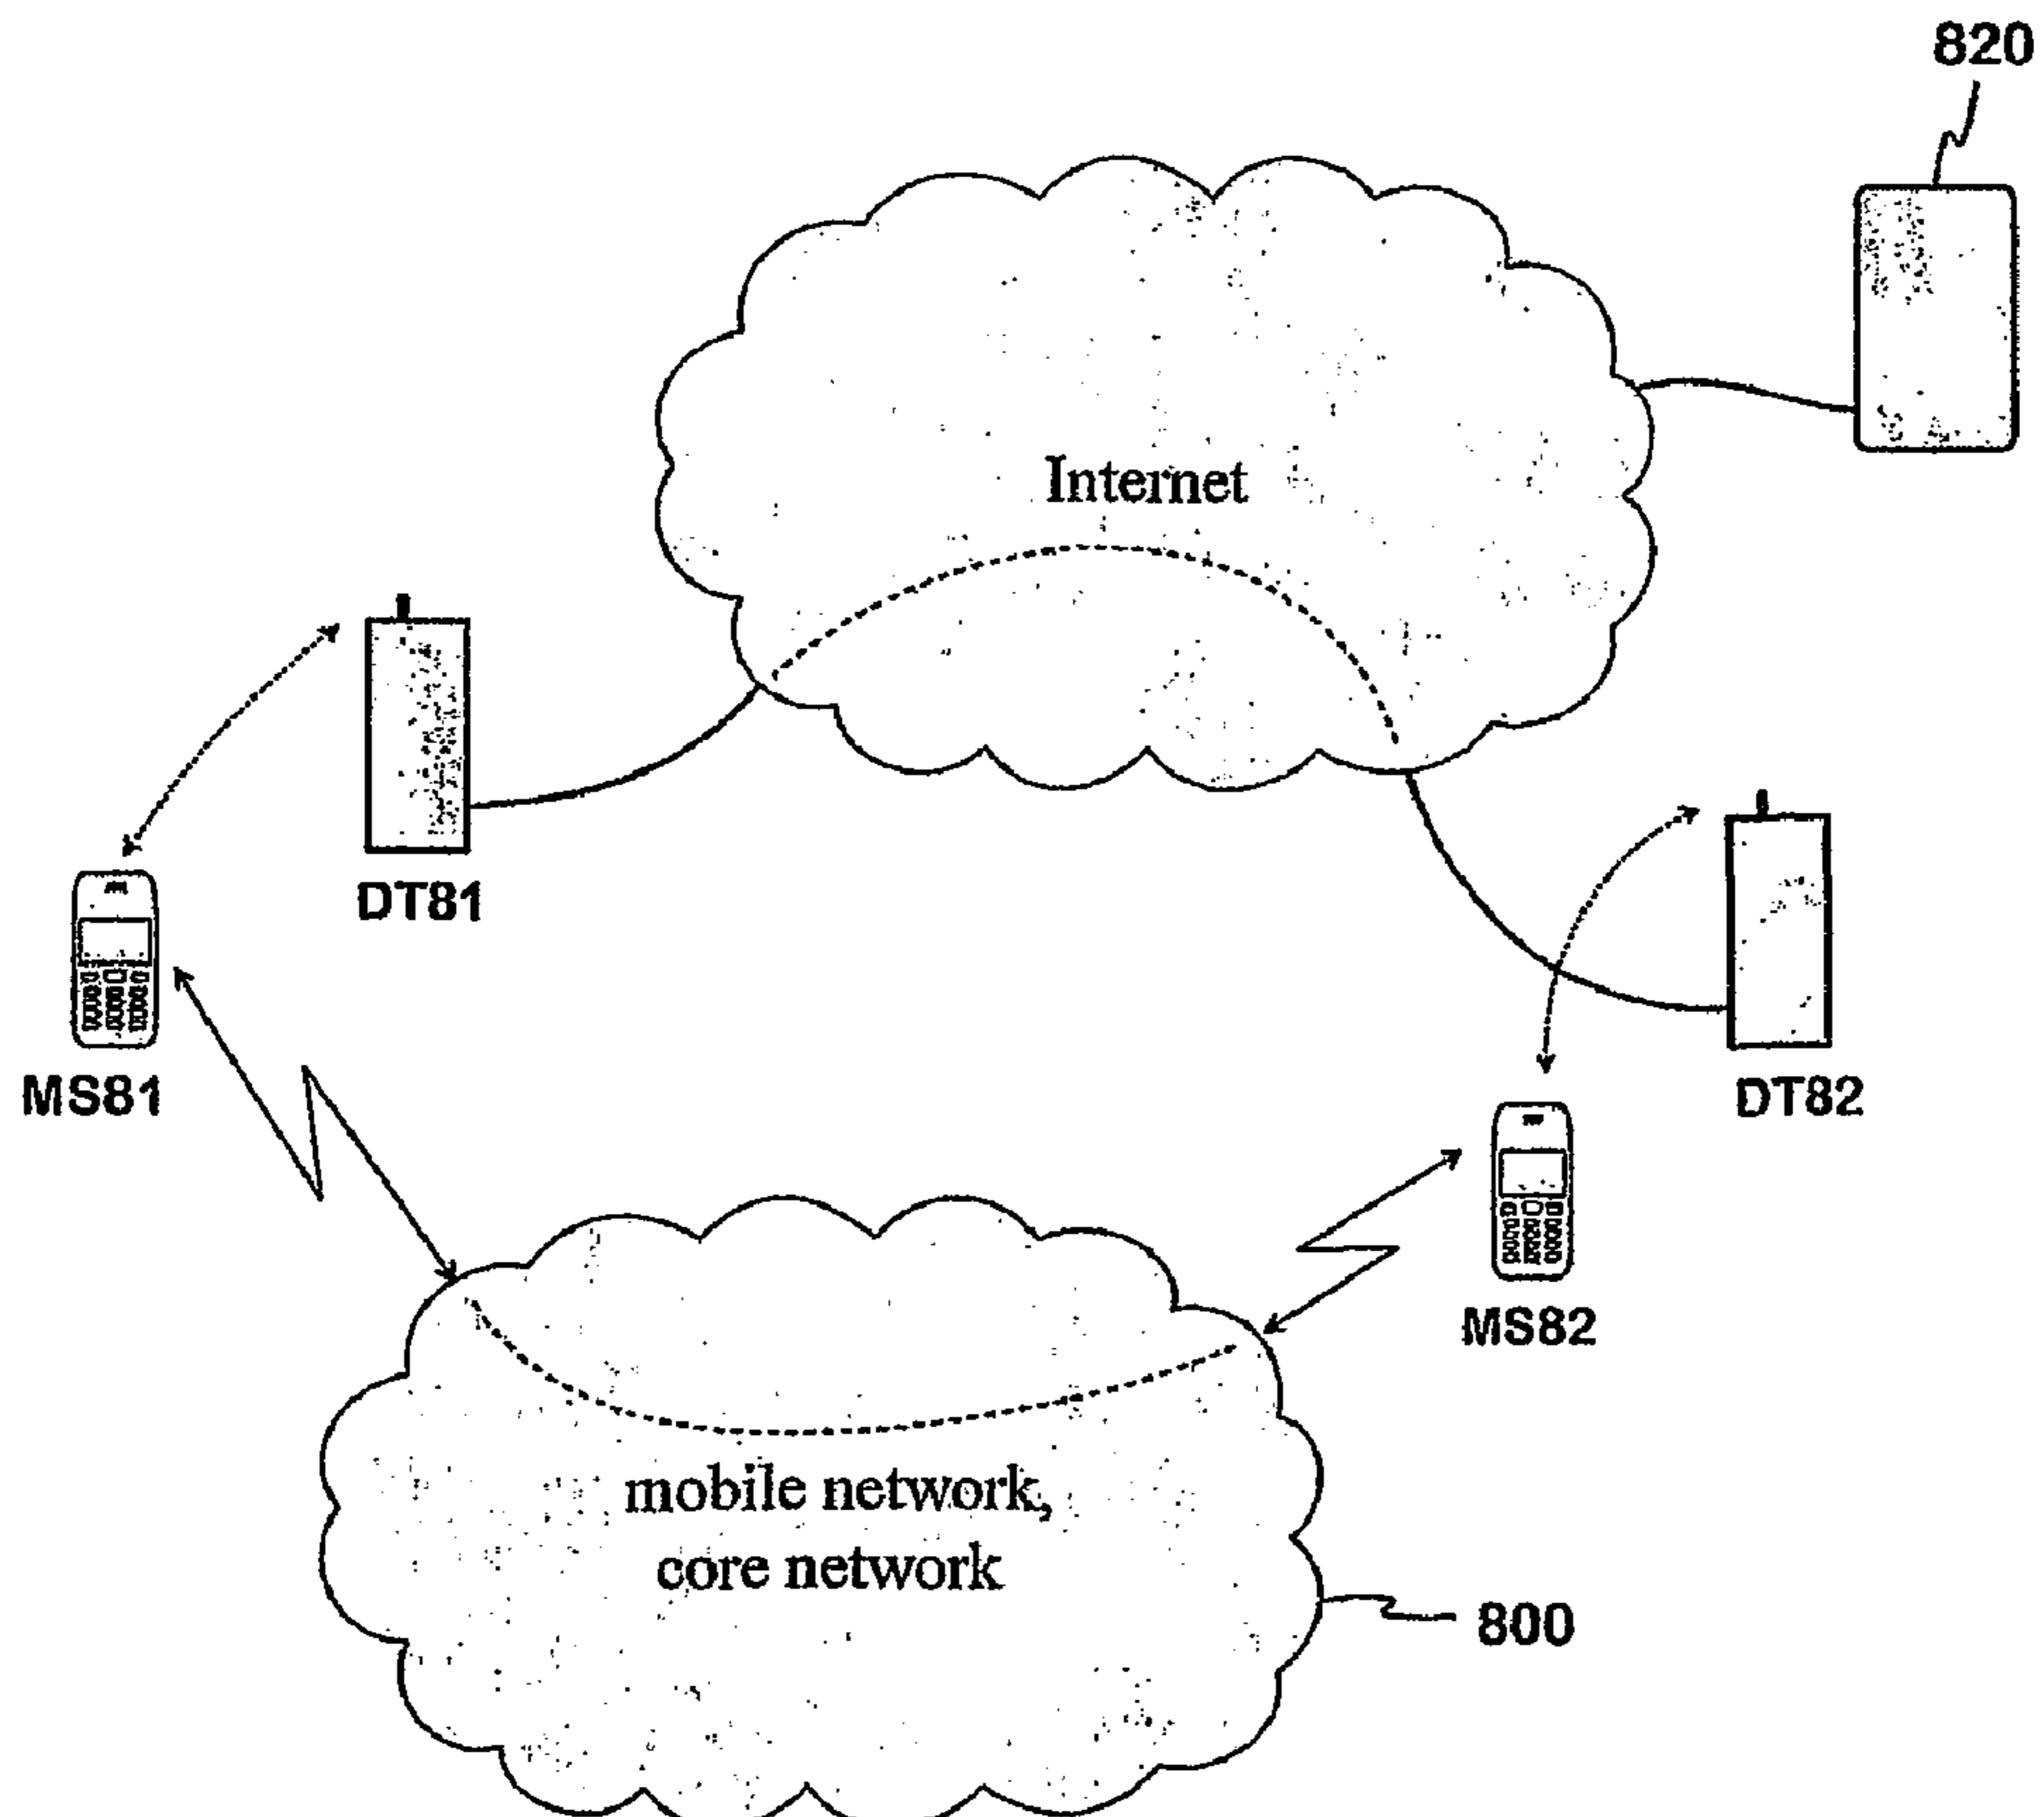 820
Internet
DT81
MS81
DT82
MS82
mobile network,
core network
800